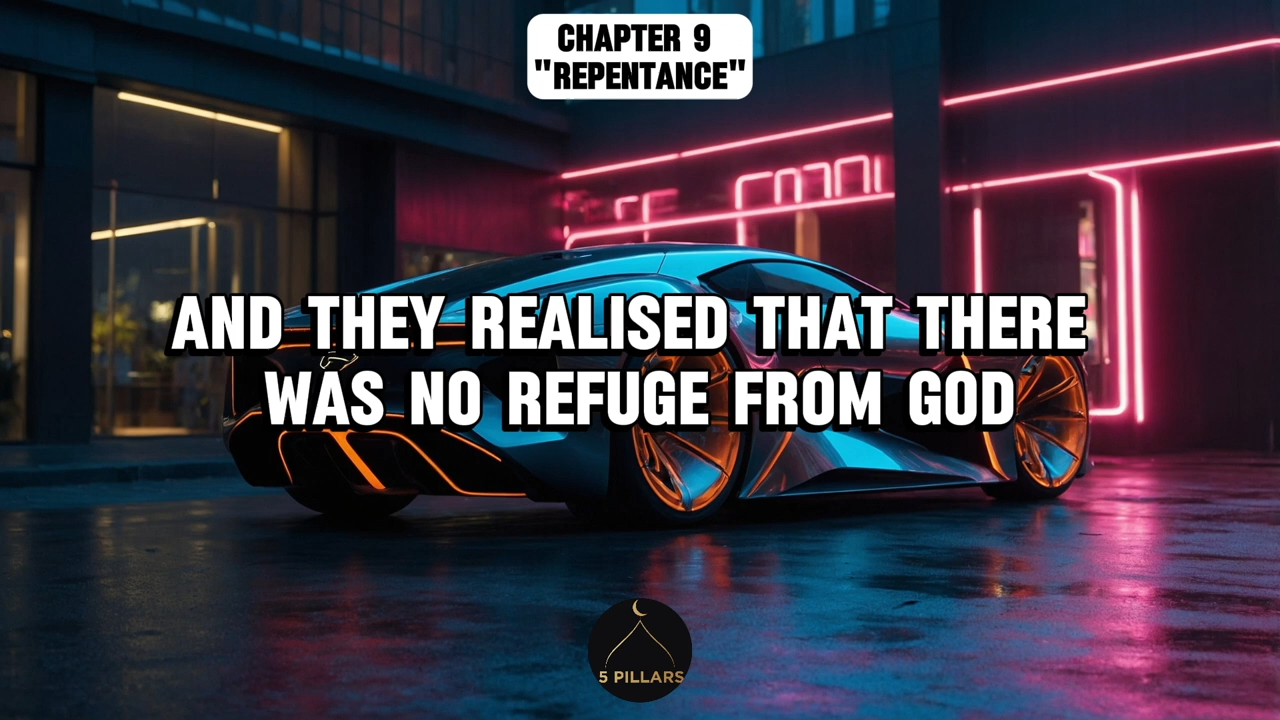 CHAPTER 9
"REPENTANCE"
AND THEY REALISED THAT THERE
WAS NO REFUGE FROM GOD
5 PILLARS